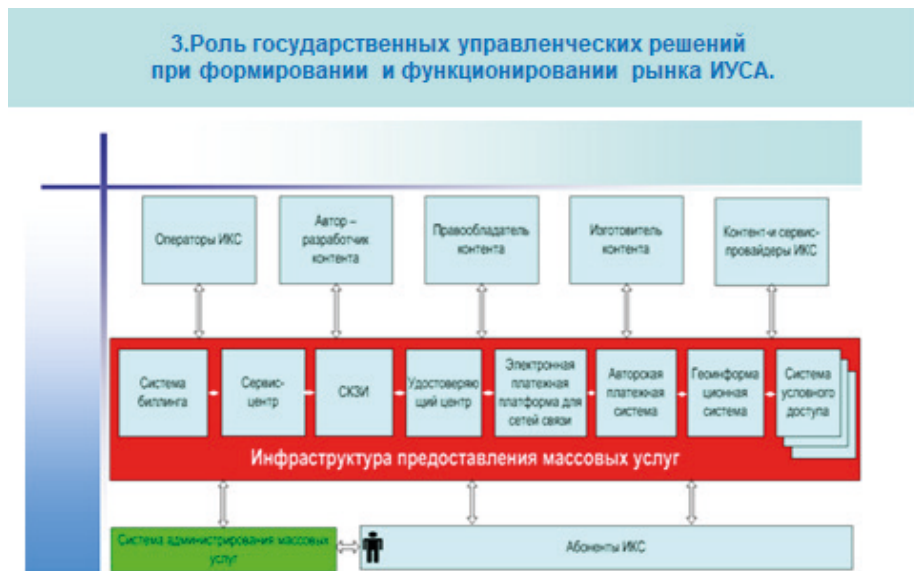 3.Роль государственных управленческих решений
при формировании и функционировании рынка ИУСА.
Операторы ИКС
Автор –
разработчик
контента
Правообладатель
контента
Изготовитель
контента
Контент-и сервис-
провайдеры ИКС
Система
биллинга
Сервис-
центр
СКЗИ
Удостоверяю
щий центр
Электронная
платежная
платформа для
сетей связи
Авторская
платежная
система
Геоинформа
ционная
система
Система
условного
доступа
Инфраструктура предоставления массовых услуг
Система администрирования массовых
услуг
Абоненты ИКС